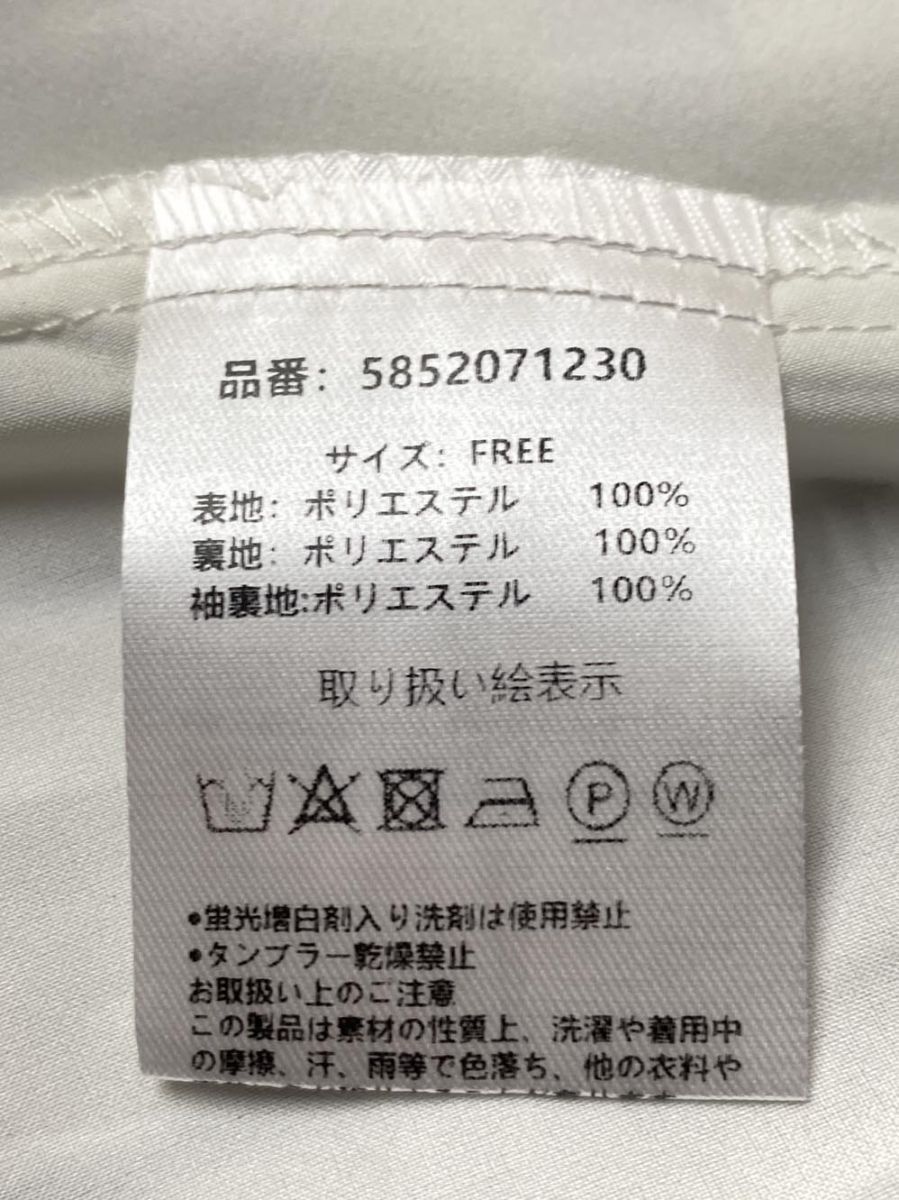 品番: 5852071230
サイズ: FREE
表地: ポリエステル 100%
裏地: ポリエステル 100%
袖裏地:ポリエステル 100%
取り扱い絵表示
P W
•蛍光増白剤入り洗剤は使用禁止
•タンブラー乾燥禁止
お取扱い上のご注意
この製品は素材の性質上、洗濯や着用中
の摩擦、汗、雨等で色落ち、他の衣料や